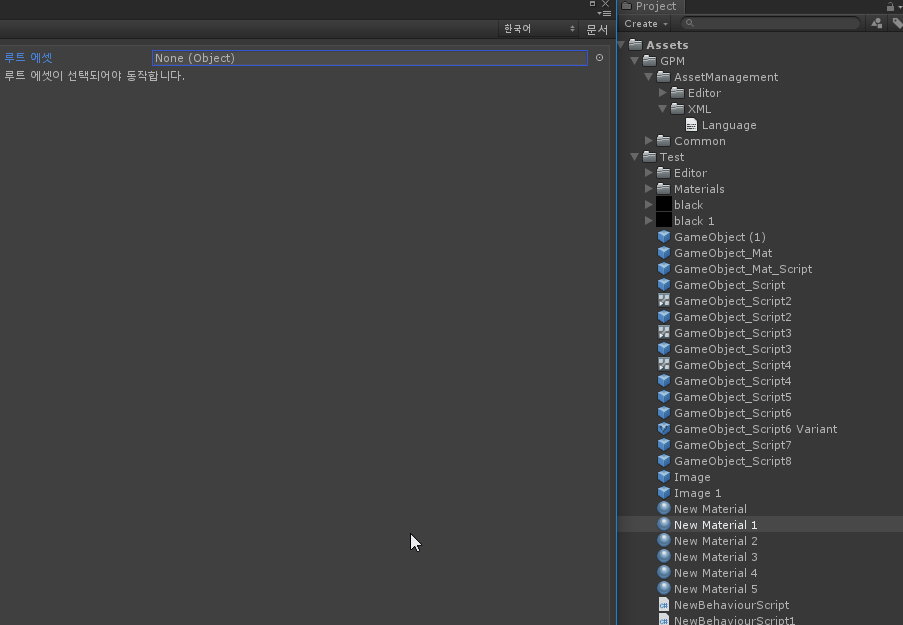 한국어
문서
루트 에셋
None (Object)
루트 에셋이 선택되어야 동작합니다.
Project
Create
Assets
GPM
AssetManagement
Editor
XML
Language
Common
Test
Editor
Materials
black
black 1
GameObject (1)
GameObject_Mat
GameObject_Mat_Script
GameObject_Script
GameObject_Script2
GameObject_Script2
GameObject_Script3
GameObject_Script3
GameObject_Script4
GameObject_Script4
GameObject_Script5
GameObject_Script6
GameObject_Script6 Variant
GameObject_Script7
GameObject_Script8
Image
Image 1
New Material
New Material 1
New Material 2
New Material 3
New Material 4
New Material 5
NewBehaviourScript
NewBehaviourScript1